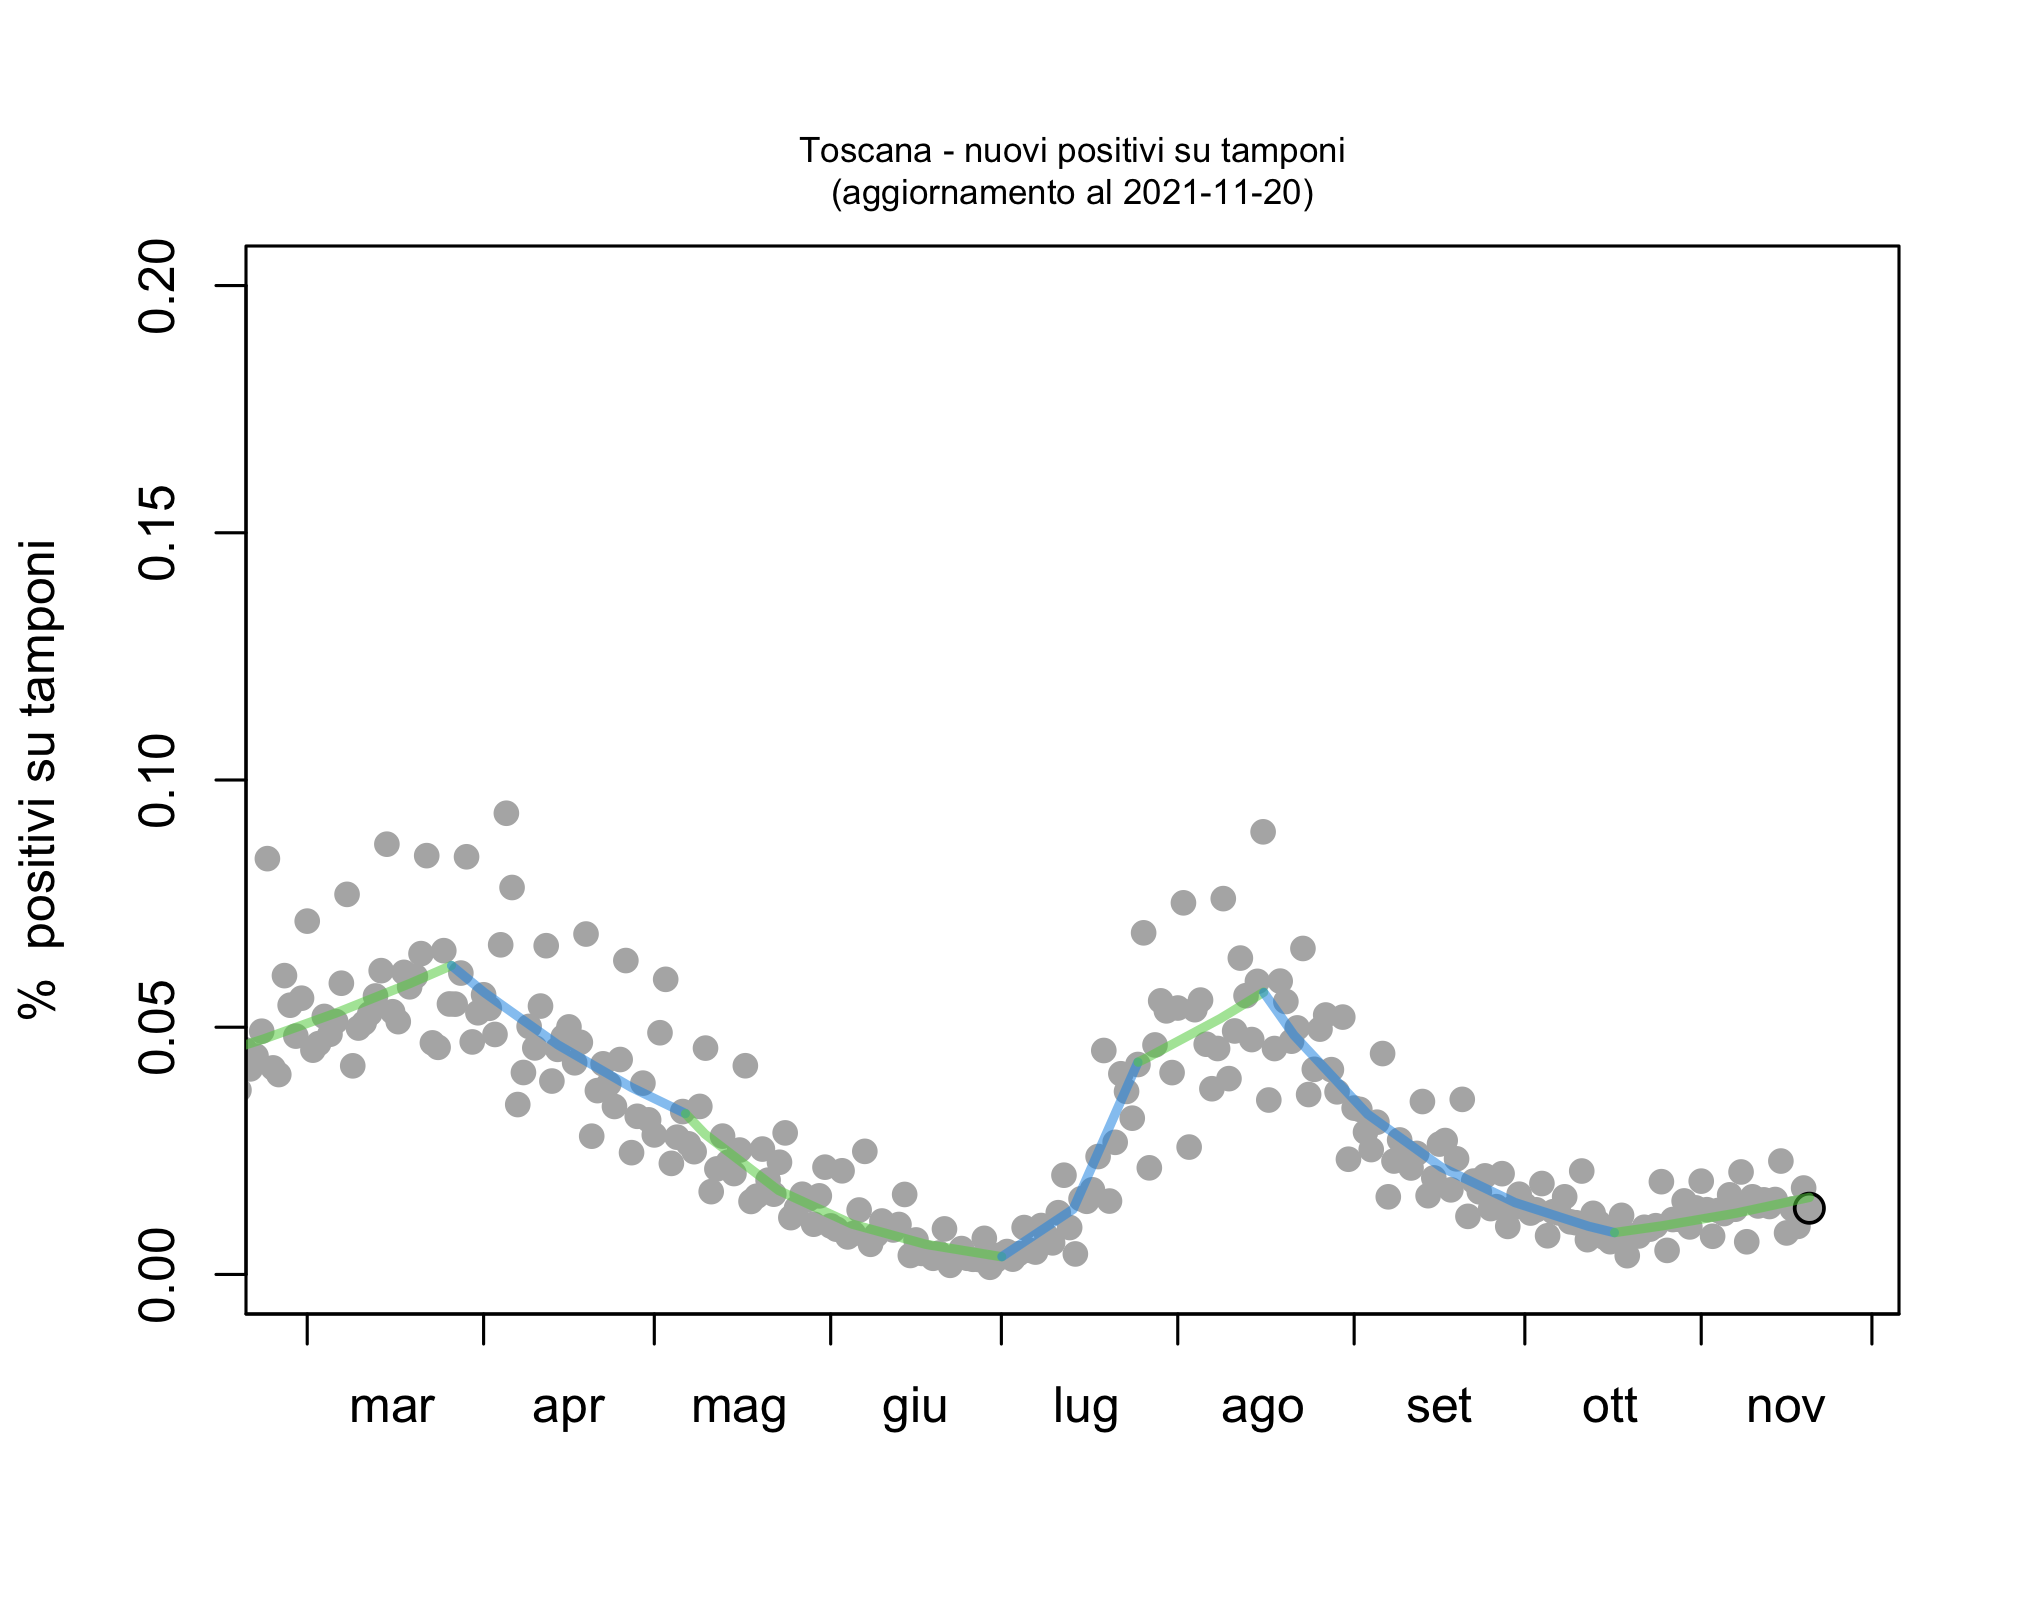 Toscana - nuovi positivi su tamponi
(aggiornamento al 2021-11-20)
% positivi su tamponi
0.20
0.15
0.10
0.05
0.00
mar apr mag giu lug ago set ott nov